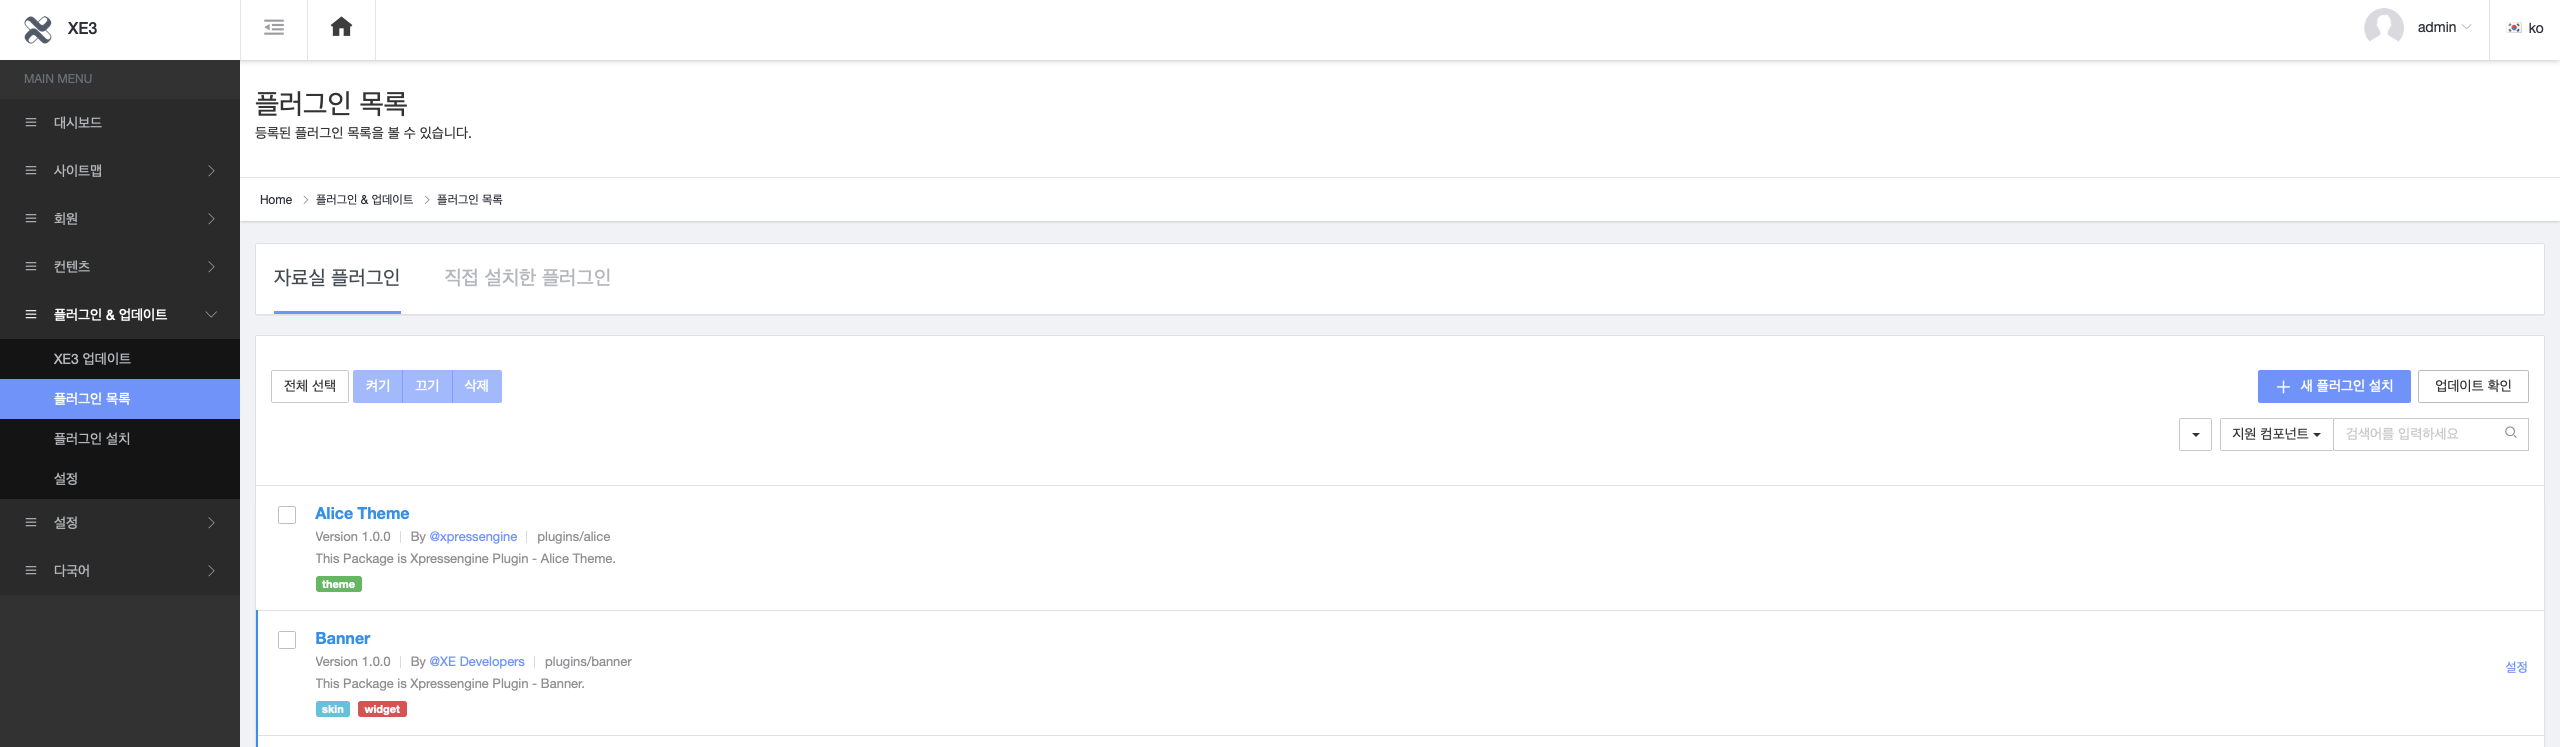 XE3
admin
ko
MAIN MENU
대시보드
사이트맵
회원
컨텐츠
플러그인 & 업데이트
XE3 업데이트
플러그인 목록
플러그인 설치
설정
설정
다국어
플러그인 목록
등록된 플러그인 목록을 볼 수 있습니다.
Home 플러그인 & 업데이트 플러그인 목록
자료실 플러그인 직접 설치한 플러그인
전체 선택 켜기 끄기 삭제 새 플러그인 설치 업데이트 확인
지원 컴포넌트 검색어를 입력하세요
Alice Theme
Version 1.0.0 By @xpressengine plugins/alice
This Package is Xpressengine Plugin - Alice Theme.
theme
Banner
Version 1.0.0 By @XE Developers plugins/banner
설정
This Package is Xpressengine Plugin - Banner.
skin widget